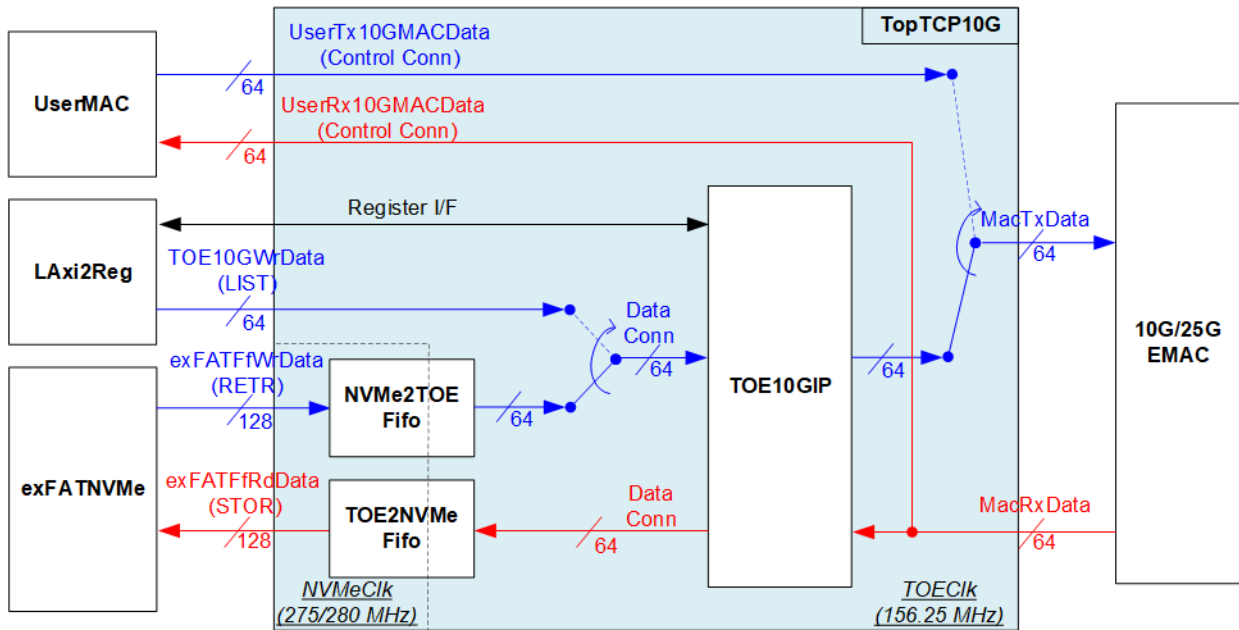 TopTCP10G
UserMAC
UserTx10GMACData
(Control Conn)
64
UserRx10GMACData
(Control Conn)
64
LAxi2Reg
Register I/F
TOE10GWrData
(LIST)
64
exFATNVMe
exFATFfWrData
(RETR)
128
NVMe2TOE
Fifo
64
Data
Conn
64
exFATFfRdData
(STOR)
128
TOE2NVMe
Fifo
Data
Conn
64
TOE10GIP
64
MacTxData
64
MacRxData
64
10G/25G
EMAC
NVMeClk
(275/280 MHz)
TOEClk
(156.25 MHz)